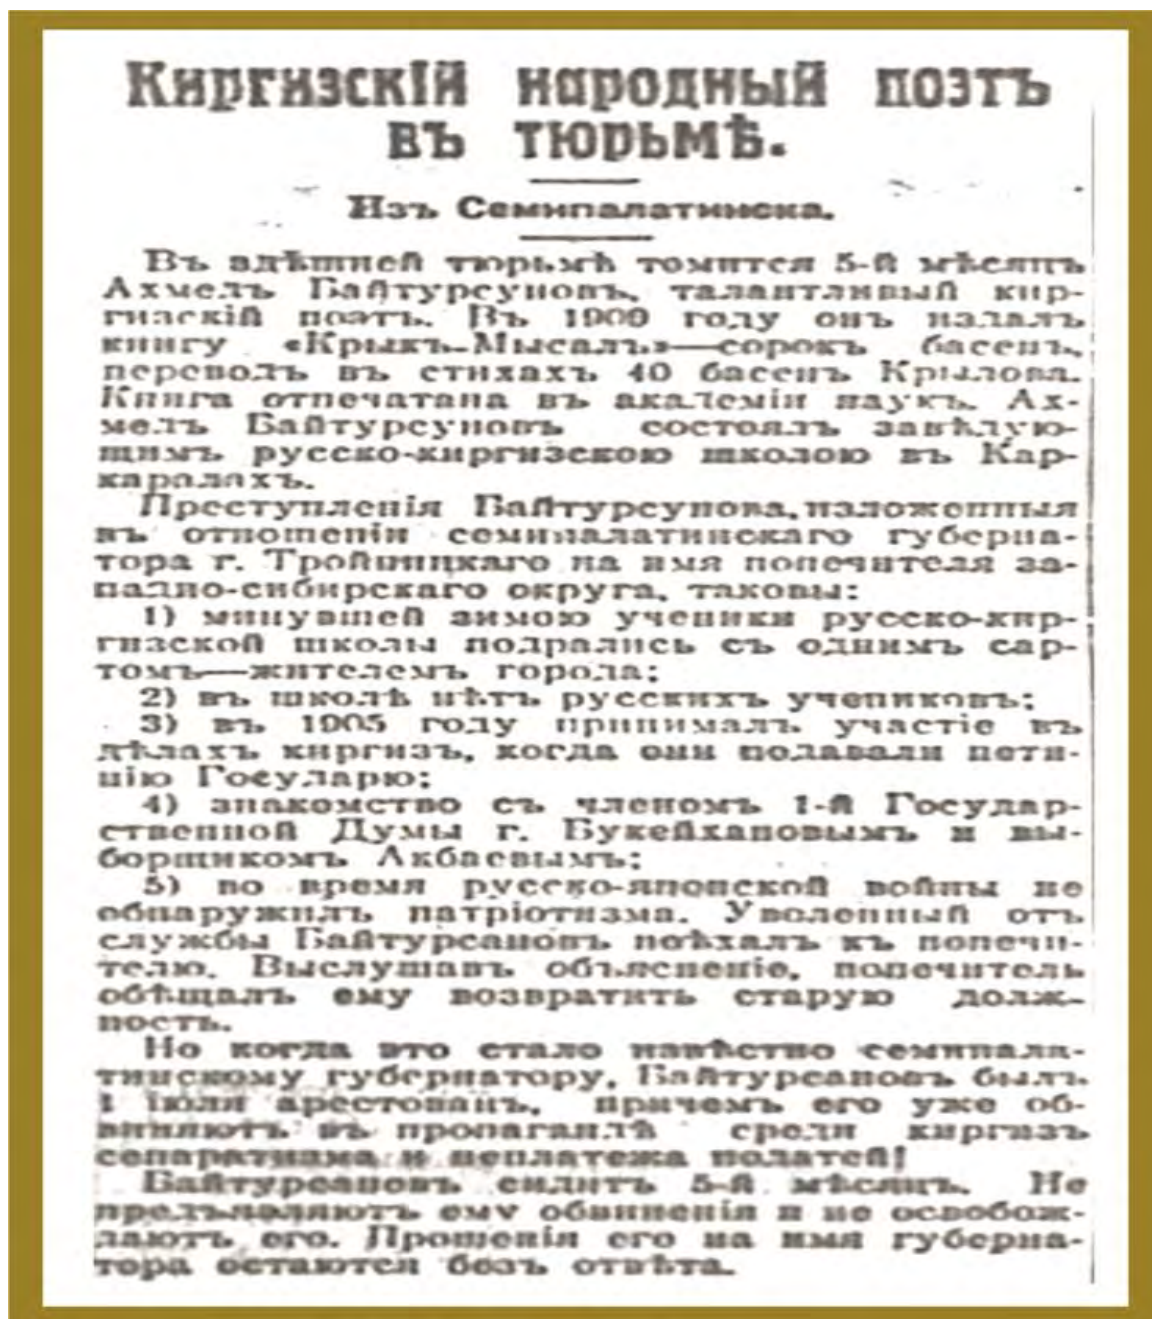 Киргизскій народный поэтъ
въ тюрьмѣ.
Изъ Семипалатинска.
Въ здѣшней тюрьмѣ томится 5-й мѣсяцъ
Ахмедъ Байтурсуновъ, талантливый кир-
гизскій поэтъ. Въ 1909 году онъ издалъ
книгу «Крыкъ-Мысалъ»—сорокъ басенъ,
переводъ въ стихахъ 40 басенъ Крылова.
Книга отпечатана въ академіи наукъ. Ах-
медъ Байтурсуновъ состоялъ завѣдую-
щимъ русско-киргизскою школою въ Кар-
каралахъ.
Преступленія Байтурсунова, изложенныя
въ отношеніи семипалатинскаго губерна-
тора г. Тройницкаго на имя попечителя за-
падно-сибирскаго округа, таковы:
1) минувшей зимою ученики русско-кир-
гизской школы подрались съ однимъ сар-
томъ—жителемъ города;
2) въ школѣ нѣтъ русскихъ учениковъ;
3) въ 1905 году принималъ участіе въ
дѣлахъ киргизъ, когда они подавали пети-
цію Государю;
4) знакомство съ членомъ 1-й Государ-
ственной Думы г. Букейхановымъ и вы-
борщикомъ Акбаевымъ;
5) во время русско-японской войны не
обнаружилъ патріотизма. Уволенный отъ
службы Байтурсановъ поѣхалъ къ попечи-
телю. Выслушавъ объясненіе, попечитель
обѣщалъ ему возвратить старую долж-
ность.
Но когда это стало извѣстно семипала-
тинскому губернатору, Байтурсановъ былъ
1 іюля арестованъ, причемъ его уже об-
виняютъ въ пропагандѣ среди киргизъ
сепаратизма и неплатежа податей!
Байтурсановъ сидитъ 5-й мѣсяцъ. Не
предъявляютъ ему обвиненія и не освобож-
даютъ его. Прошенія его на имя губерна-
тора остаются безъ отвѣта.